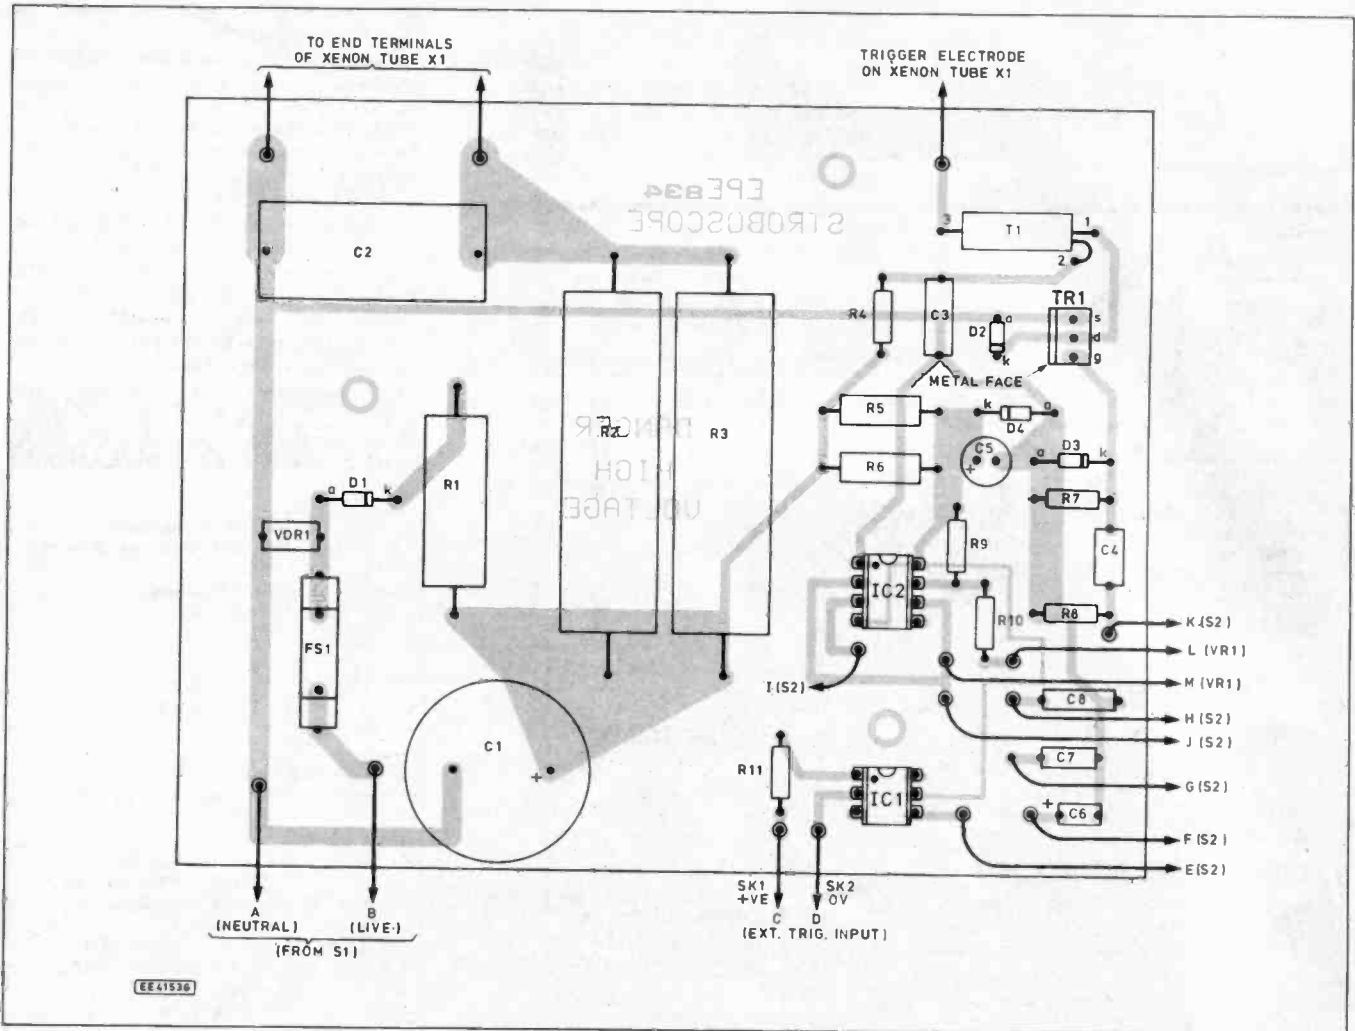 TO END TERMINALS
OF XENON TUBE X1
TRIGGER ELECTRODE
ON XENON TUBE X1
EPE834
STROBOSCOPE
C2
3
T1
1
2
R4
C3
D2
a
k
TR1
s
d
g
METAL FACE
R5
k
a
D4
DANGER
HIGH
VOLTAGE
R2
R3
R1
C5
+
R6
a
D3
k
a
D1
k
R7
VDR1
R9
C4
IC2
R10
R8
FS1
K(S2)
L (VR1)
M (VR1)
I(S2)
C8
H(S2)
J(S2)
C1
+
R11
C7
G(S2)
IC1
+
C6
F(S2)
E(S2)
SK1
+VE
SK2
0V
A
(NEUTRAL)
B
(LIVE)
(FROM S1)
C
D
(EXT. TRIG. INPUT)
EE41536